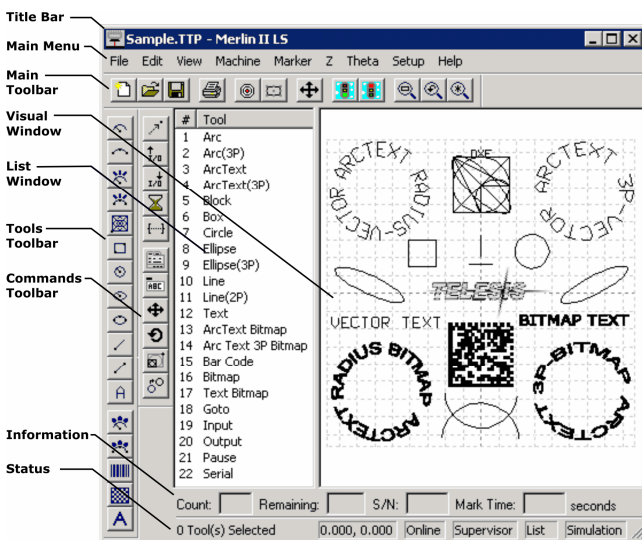 Title Bar
Sample.TTP - Merlin II LS
Main Menu
File Edit View Machine Marker Z Theta Setup Help
Main
Toolbar
Visual
Window
List
Window
Tools
Toolbar
Commands
Toolbar
Information
Status
I/O
I/O
ABC
A
A
# Tool
1 Arc
2 Arc(3P)
3 ArcText
4 ArcText(3P)
5 Block
6 Box
7 Circle
8 Ellipse
9 Ellipse(3P)
10 Line
11 Line(2P)
12 Text
13 ArcText Bitmap
14 Arc Text 3P Bitmap
15 Bar Code
16 Bitmap
17 Text Bitmap
18 Goto
19 Input
20 Output
21 Pause
22 Serial
ARCTEXT RADIUS-VECTOR
DXF
ARCTEXT 3P-VECTOR
TELESIS
VECTOR TEXT
BITMAP TEXT
RADIUS BITMAP ARCTEXT
3P-BITMAP ARCTEXT
Count: Remaining: S/N: Mark Time: seconds
0 Tool(s) Selected 0.000, 0.000 Online Supervisor List Simulation